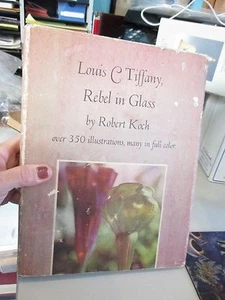 Louis C Tiffany,
Rebel in Glass
by Robert Koch
over 350 illustrations, many in full color